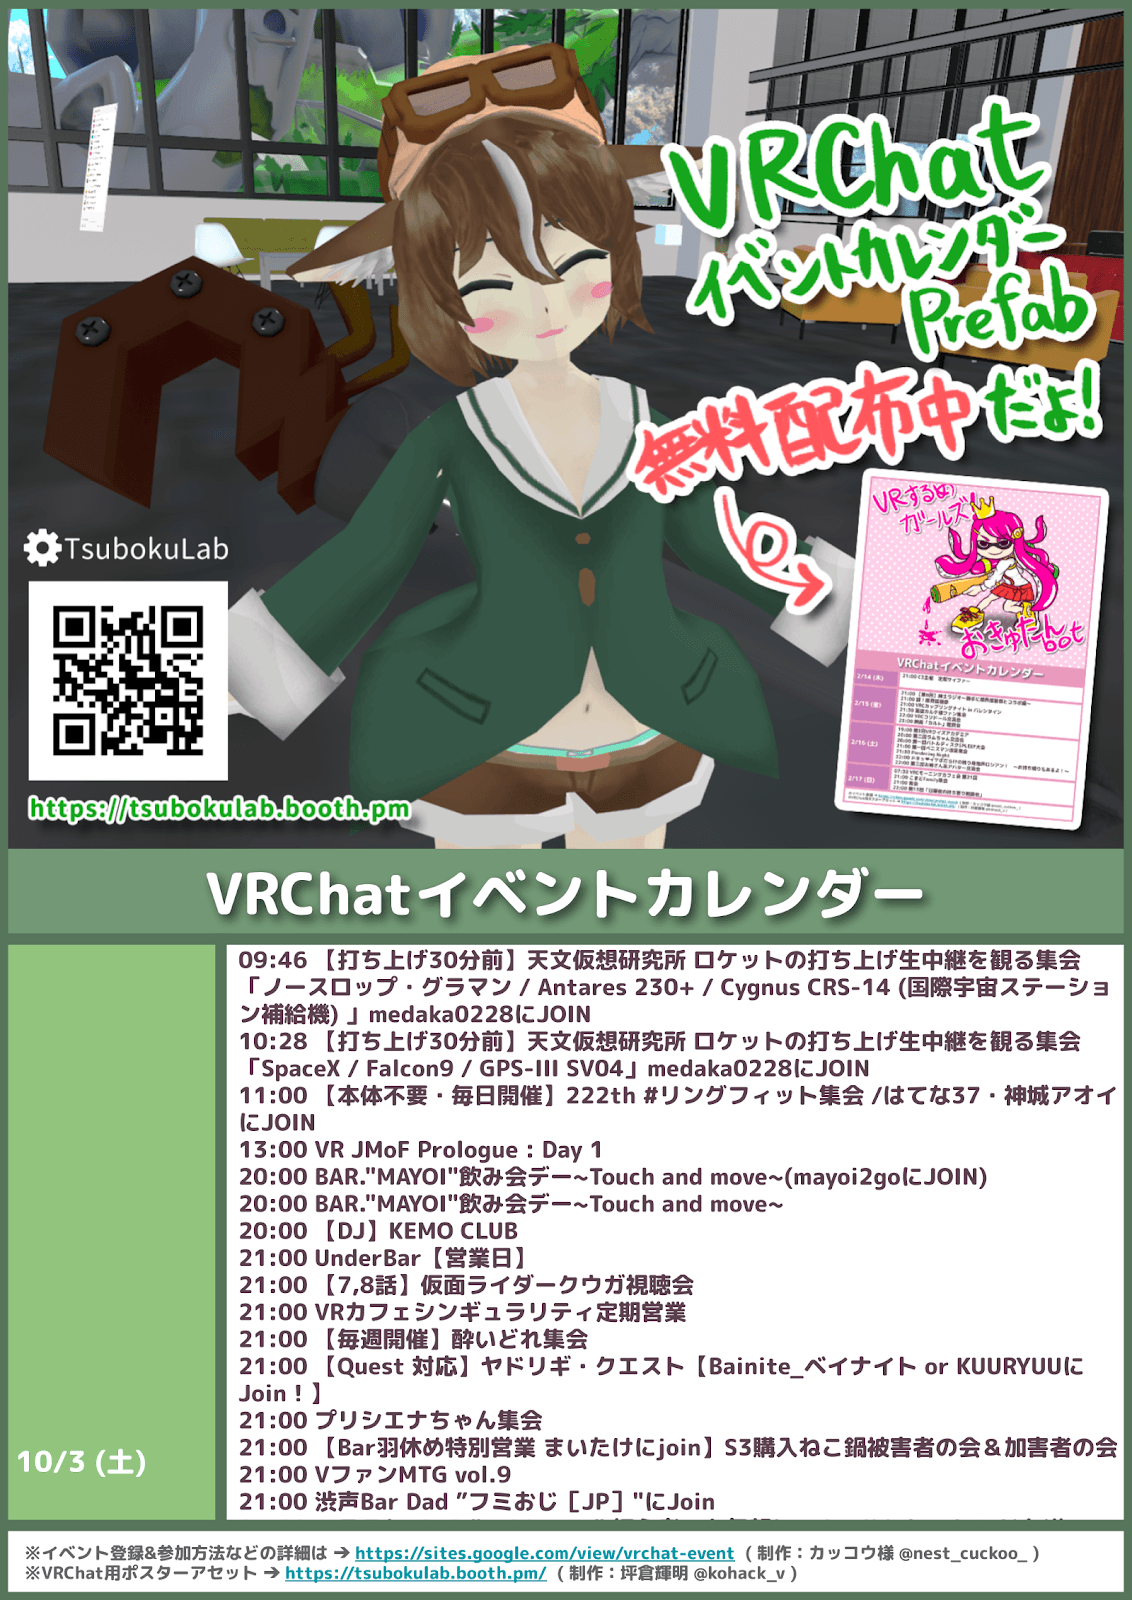 VRChat
イベントカレンダー
Prefab
無料配布中だよ!
VRするめ
ガールズ
おきゅたんbot
VRChatイベントカレンダー
2/14 (木)
2/15 (金)
2/16 (土)
2/17 (日)
TsubokuLab
https://tsubokulab.booth.pm
VRChatイベントカレンダー
09:46 【打ち上げ30分前】天文仮想研究所 ロケットの打ち上げ生中継を観る集会
「ノースロップ・グラマン / Antares 230+ / Cygnus CRS-14 (国際宇宙ステーショ
ン補給機) 」medaka0228にJOIN
10:28 【打ち上げ30分前】天文仮想研究所 ロケットの打ち上げ生中継を観る集会
「SpaceX / Falcon9 / GPS-III SV04」medaka0228にJOIN
11:00 【本体不要・毎日開催】222th #リングフィット集会 /はてな37・神城アオイ
にJOIN
13:00 VR JMoF Prologue : Day 1
20:00 BAR."MAYOI"飲み会デー~Touch and move~(mayoi2goにJOIN)
20:00 BAR."MAYOI"飲み会デー~Touch and move~
20:00 【DJ】KEMO CLUB
21:00 UnderBar【営業日】
21:00 【7,8話】仮面ライダークウガ視聴会
21:00 VRカフェシンギュラリティ定期営業
21:00 【毎週開催】酔いどれ集会
21:00 【Quest 対応】ヤドリギ・クエスト【Bainite_ベイナイト or KUURYUUに
Join！】
21:00 プリシエナちゃん集会
21:00 【Bar羽休め特別営業 まいたけにjoin】S3購入ねこ鍋被害者の会＆加害者の会
21:00 VファンMTG vol.9
21:00 渋声Bar Dad ”フミおじ［JP］"にJoin
10/3 (土)
※イベント登録&参加方法などの詳細は ➔ https://sites.google.com/view/vrchat-event ( 制作：カッコウ様 @nest_cuckoo_ )
※VRChat用ポスターアセット ➔ https://tsubokulab.booth.pm/ ( 制作：坪倉輝明 @kohack_v )